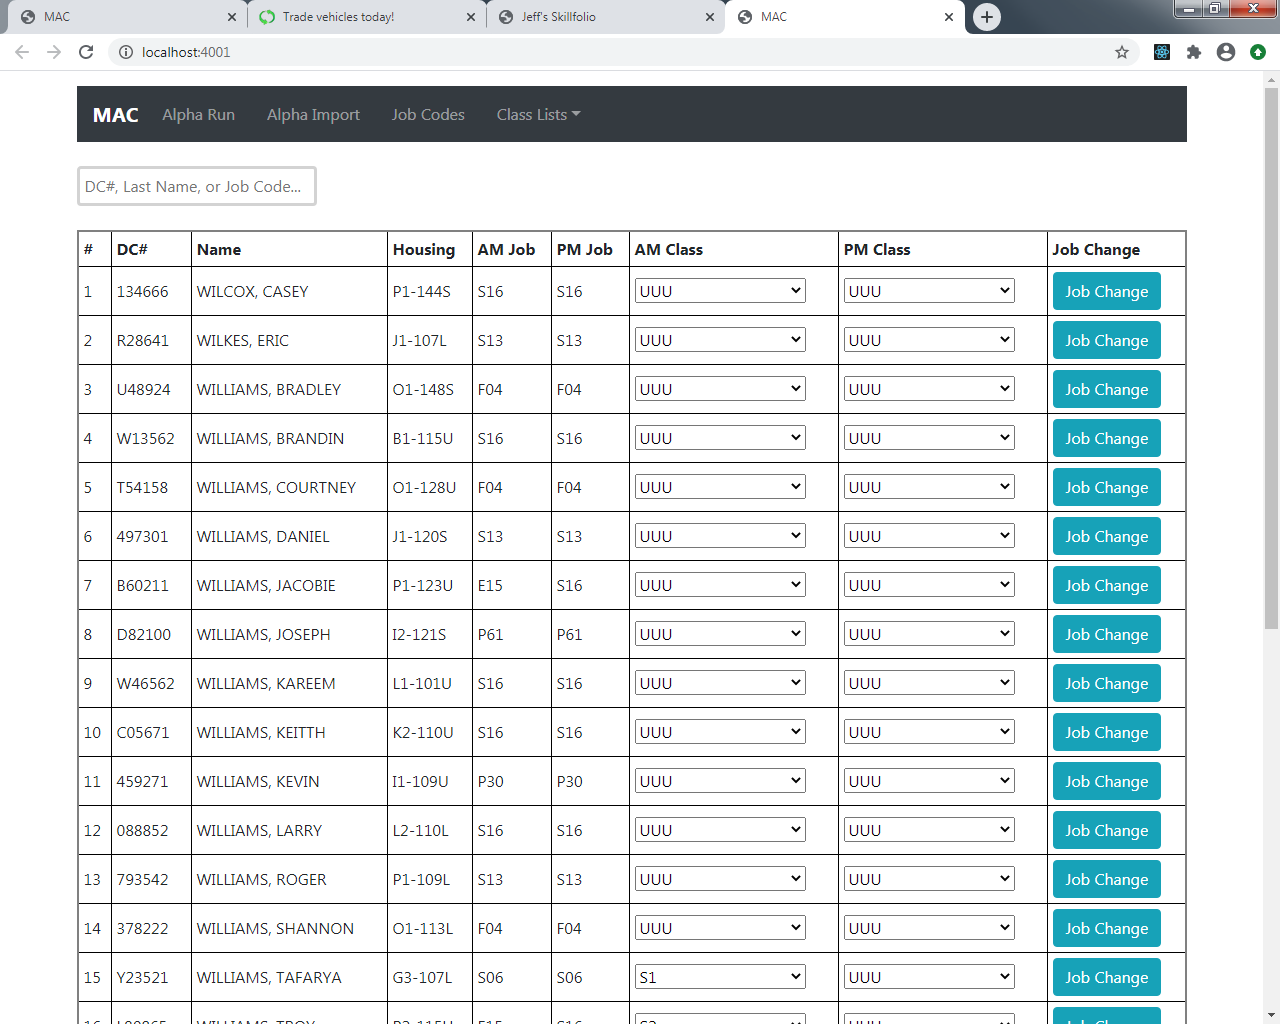 MAC Trade vehicles today! Jeff's Skillfolio MAC
localhost:4001
MAC Alpha Run Alpha Import Job Codes Class Lists
DC#, Last Name, or Job Code...
# DC# Name Housing AM Job PM Job AM Class PM Class Job Change
1 134666 WILCOX, CASEY P1-144S S16 S16 UUU UUU Job Change
2 R28641 WILKES, ERIC J1-107L S13 S13 UUU UUU Job Change
3 U48924 WILLIAMS, BRADLEY O1-148S F04 F04 UUU UUU Job Change
4 W13562 WILLIAMS, BRANDIN B1-115U S16 S16 UUU UUU Job Change
5 T54158 WILLIAMS, COURTNEY O1-128U F04 F04 UUU UUU Job Change
6 497301 WILLIAMS, DANIEL J1-120S S13 S13 UUU UUU Job Change
7 B60211 WILLIAMS, JACOBIE P1-123U E15 S16 UUU UUU Job Change
8 D82100 WILLIAMS, JOSEPH I2-121S P61 P61 UUU UUU Job Change
9 W46562 WILLIAMS, KAREEM L1-101U S16 S16 UUU UUU Job Change
10 C05671 WILLIAMS, KEITTH K2-110U S16 S16 UUU UUU Job Change
11 459271 WILLIAMS, KEVIN I1-109U P30 P30 UUU UUU Job Change
12 088852 WILLIAMS, LARRY L2-110L S16 S16 UUU UUU Job Change
13 793542 WILLIAMS, ROGER P1-109L S13 S13 UUU UUU Job Change
14 378222 WILLIAMS, SHANNON O1-113L F04 F04 UUU UUU Job Change
15 Y23521 WILLIAMS, TAFARYA G3-107L S06 S06 S1 UUU Job Change
16 WILLIAMS, TROY UUU Job Change